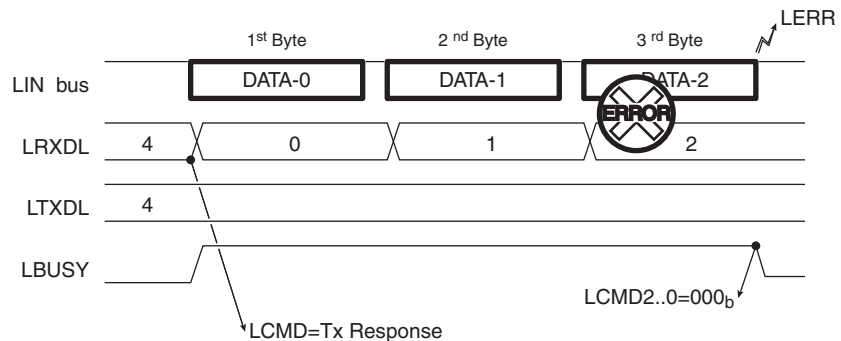 LERR
1st Byte 2 nd Byte 3 rd Byte
LIN bus DATA-0 DATA-1 DATA-2
ERROR
LRXDL 4 0 1 2
LTXDL 4
LBUSY
LCMD2..0=000b
LCMD=Tx Response